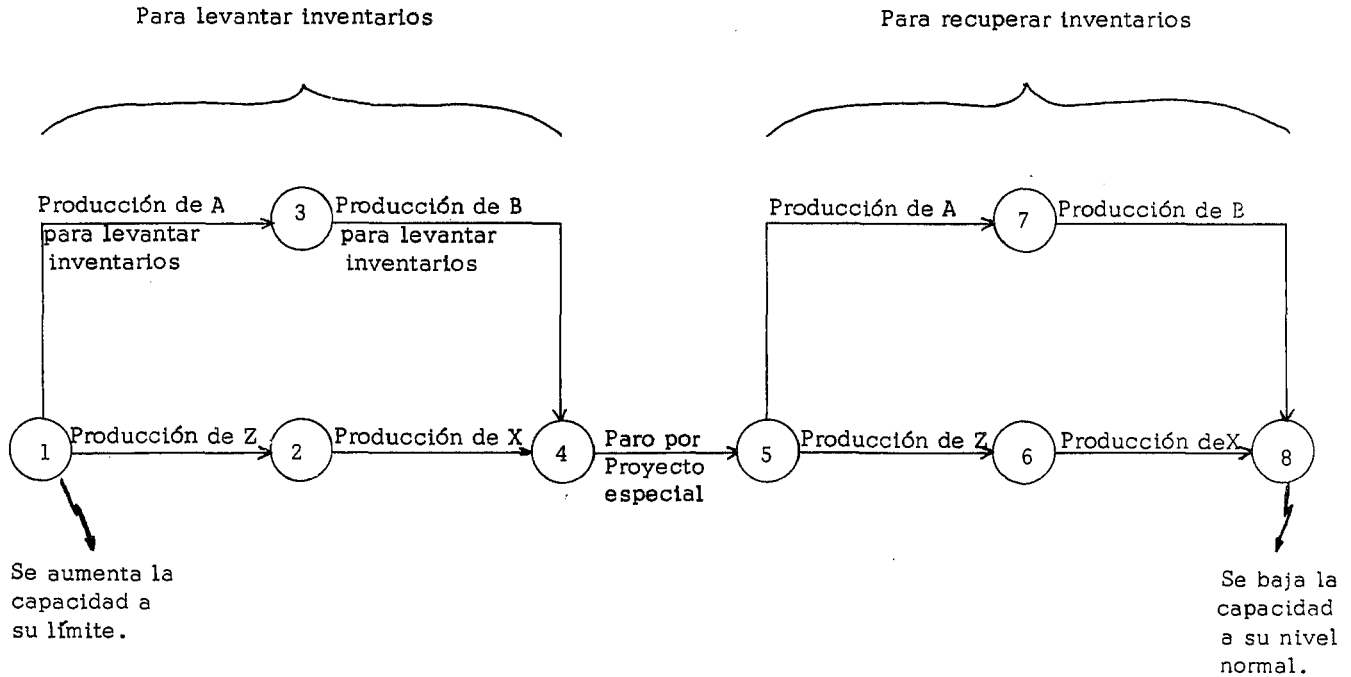 Para levantar inventarios
Para recuperar inventarios
Producción de A
para levantar
inventarios
3
Producción de B
para levantar
inventarios
Producción de A
7
Producción de B
1
Producción de Z
2
Producción de X
4
Paro por
Proyecto
especial
5
Producción de Z
6
Producción deX
8
Se aumenta la
capacidad a
su límite.
Se baja la
capacidad
a su nivel
normal.